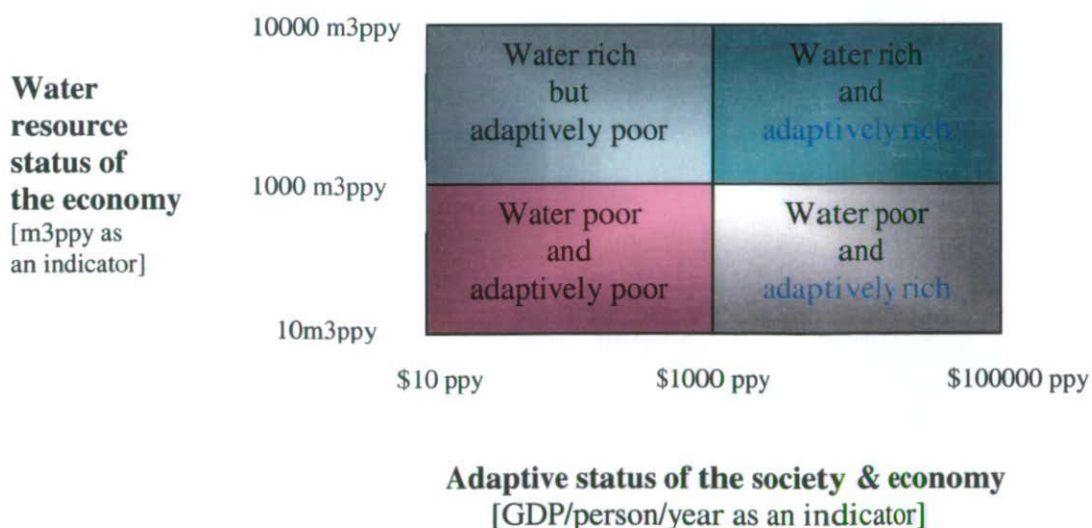 10000 m3ppy
Water rich
but
adaptively poor
Water rich
and
adaptively rich
Water
resource
status of
the economy
[m3ppy as
an indicator]
1000 m3ppy
Water poor
and
adaptively poor
Water poor
and
adaptively rich
10m3ppy
$10 ppy
$1000 ppy
$100000 ppy
Adaptive status of the society & economy
[GDP/person/year as an indicator]